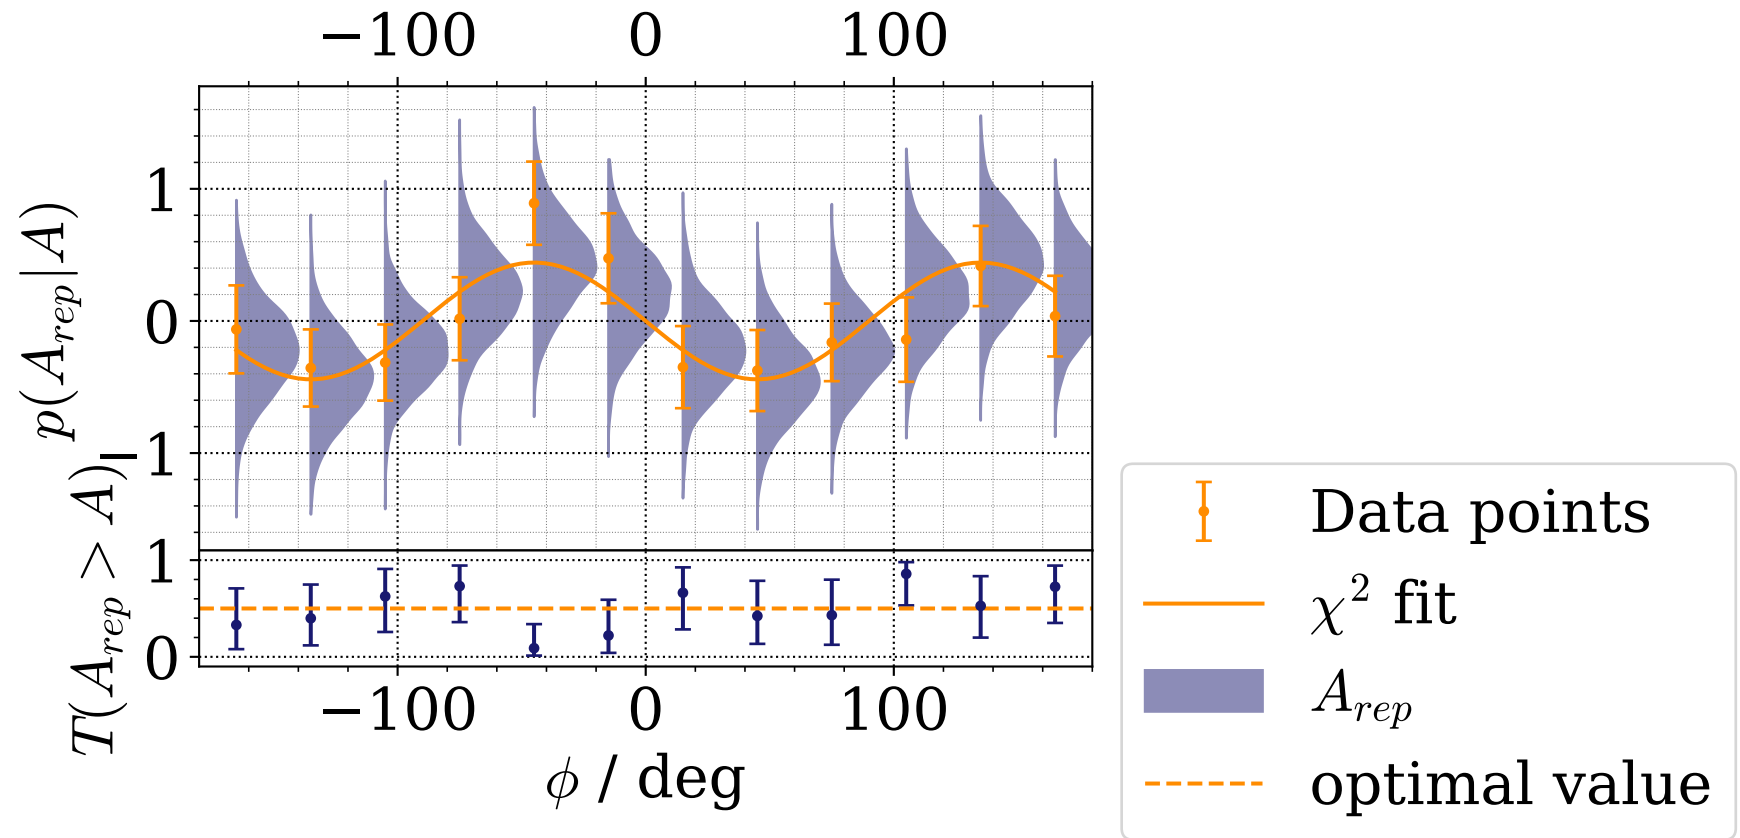 −100 0 100
p(A_rep|A)
1
0
−1
T(A_rep > A)
1
0
−100 0 100
ϕ / deg
Data points
χ² fit
A_rep
optimal value